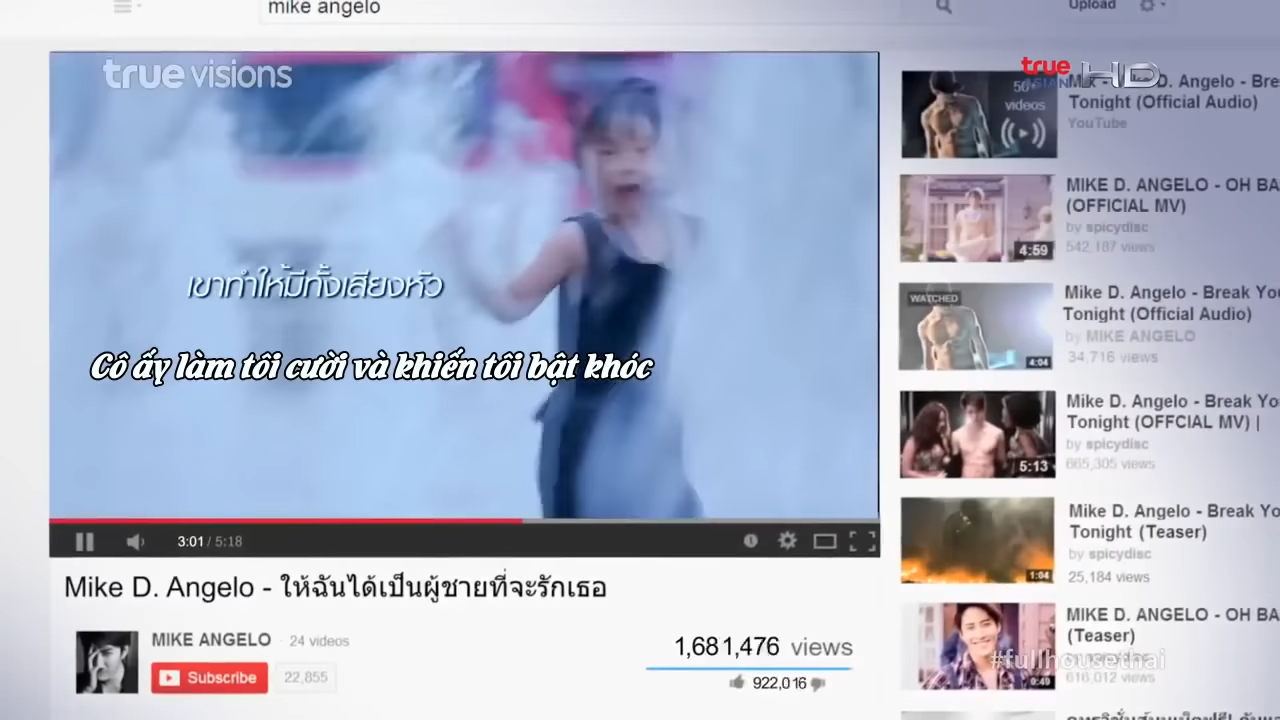 mike angelo
Upload
true visions
true
HD
เขาทำให้มีทั้งเสียงหัว
Cô ấy làm tôi cười và khiến tôi bật khóc
3:01 / 5:18
Mike D. Angelo - ให้ฉันได้เป็นผู้ชายที่จะรักเธอ
MIKE ANGELO · 24 videos
Subscribe 22,855
1,681,476 views
922,016
videos
D. Angelo - Bre
Tonight (Official Audio)
YouTube
MIKE D. ANGELO - OH BA
(OFFICIAL MV)
by spicydisc
542,187 views
4:59
WATCHED
Mike D. Angelo - Break Yo
Tonight (Official Audio)
by MIKE ANGELO
34,716 views
4:04
Mike D. Angelo - Break Yo
Tonight (OFFCIAL MV) |
by spicydisc
665,305 views
5:13
Mike D. Angelo - Break Yo
Tonight (Teaser)
by spicydisc
25,184 views
1:04
MIKE D. ANGELO - OH BA
(Teaser)
#fullhousethai
616,012 views
0:49